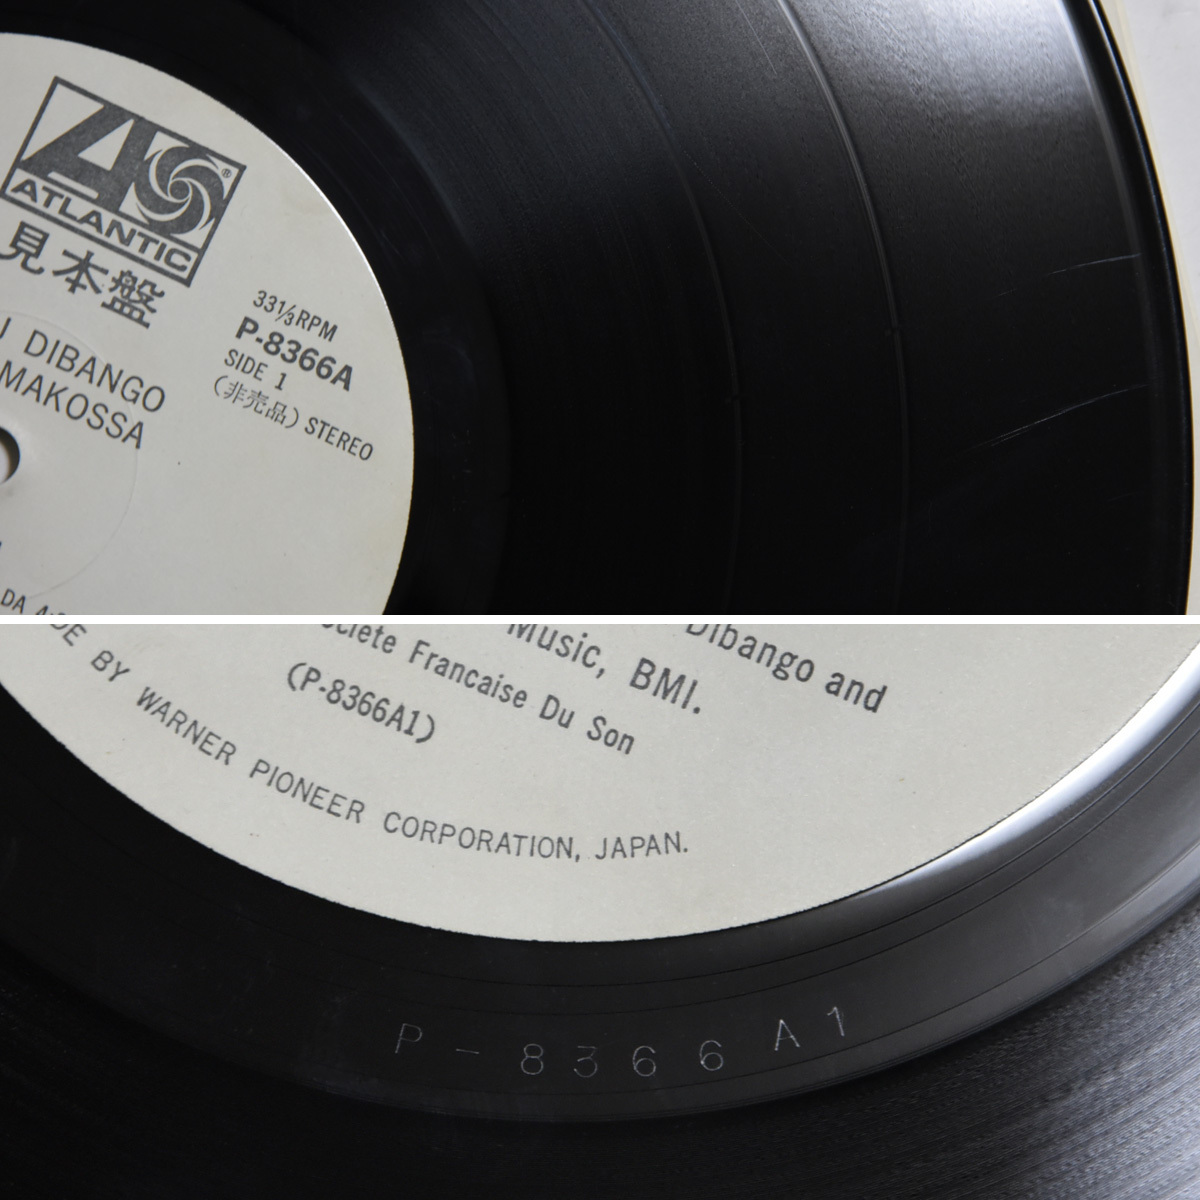 ATLANTIC
®
見本盤
DIBANGO
MAKOSSA
33⅓RPM
P-8366A
SIDE 1
(非売品) STEREO
DA
Dibango and
Music, BMI.
Francaise Du Son
(P-8366A1)
BY WARNER PIONEER CORPORATION, JAPAN.
P-8366A1